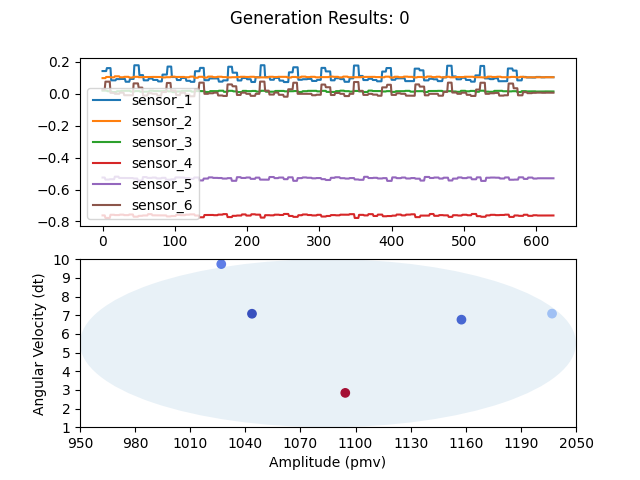 Generation Results: 0
0.2
0.0
−0.2
−0.4
−0.6
−0.8
sensor_1
sensor_2
sensor_3
sensor_4
sensor_5
sensor_6
0 100 200 300 400 500 600
Angular Velocity (dt)
10
9
8
7
6
5
4
3
2
1
950 980 1010 1040 1070 1100 1130 1160 1190 2050
Amplitude (pmv)